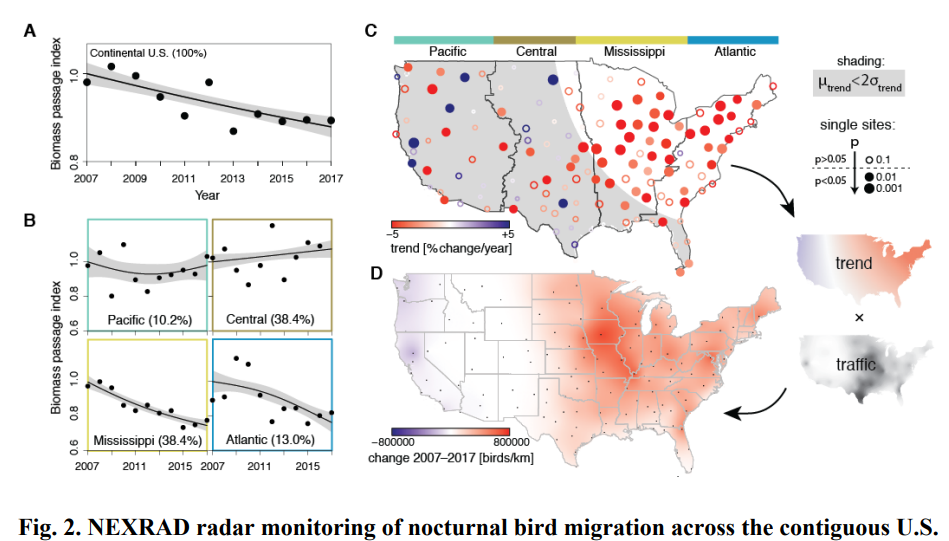 A
Continental U.S. (100%)
Biomass passage index
1.0
0.8
2007 2009 2011 2013 2015 2017
Year
B
Biomass passage index
1.0
0.6
Pacific (10.2%)
Central (38.4%)
1.0
0.8
0.6
Mississippi (38.4%)
Atlantic (13.0%)
2007 2011 2015 2007 2012 2015
C
Pacific Central Mississippi Atlantic
-5 +5
trend [%change/year]
shading:
μtrend<2σtrend
single sites:
p
p>0.05
p<0.05
0.1
0.01
0.001
D
−800000 800000
change 2007–2017 [birds/km]
trend
×
traffic
Fig. 2. NEXRAD radar monitoring of nocturnal bird migration across the contiguous U.S.